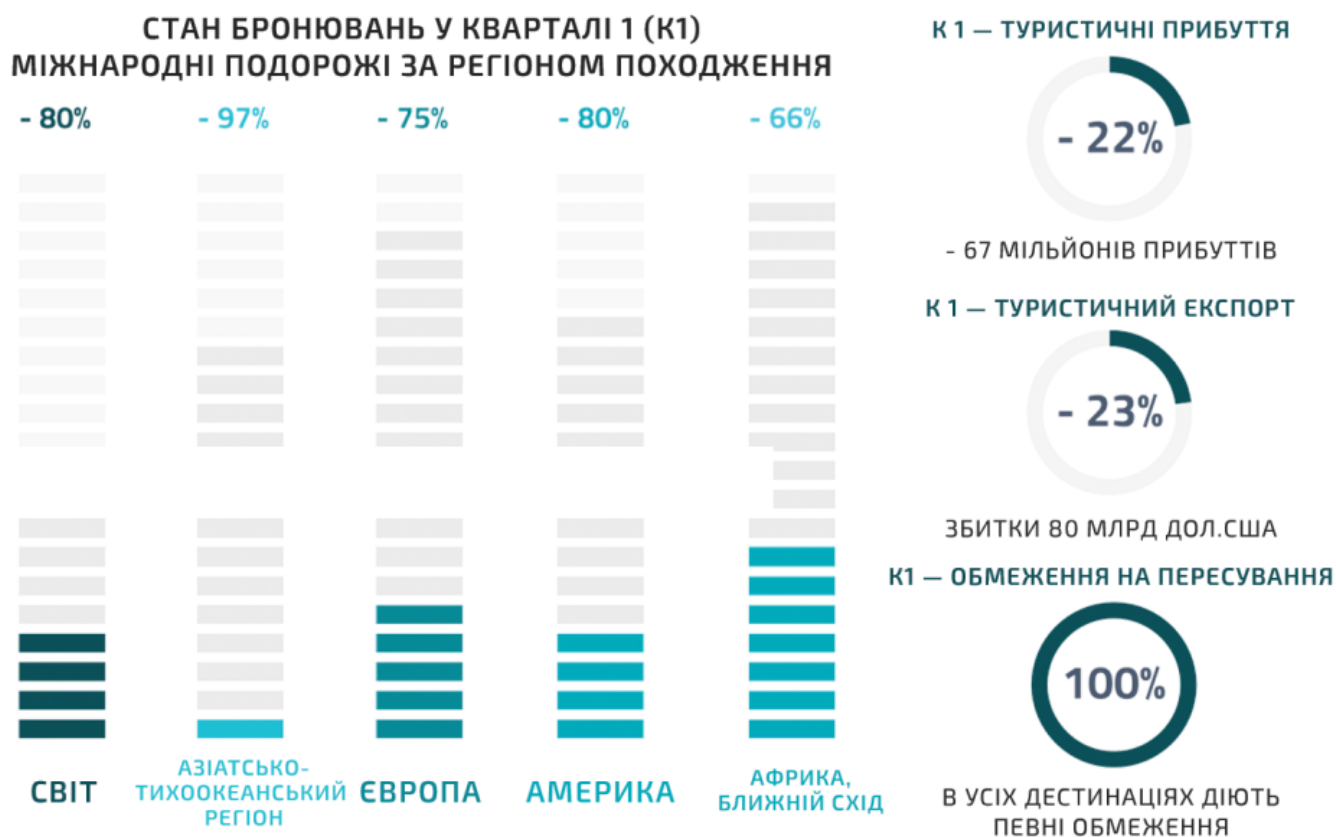 СТАН БРОНЮВАНЬ У КВАРТАЛІ 1 (К1)
МІЖНАРОДНІ ПОДОРОЖІ ЗА РЕГІОНОМ ПОХОДЖЕННЯ
- 80%
- 97%
- 75%
- 80%
- 66%
СВІТ
АЗІАТСЬКО-
ТИХООКЕАНСЬКИЙ
РЕГІОН
ЄВРОПА
АМЕРИКА
АФРИКА,
БЛИЖНІЙ СХІД
К 1 — ТУРИСТИЧНІ ПРИБУТТЯ
- 22%
- 67 МІЛЬЙОНІВ ПРИБУТТІВ
К 1 — ТУРИСТИЧНИЙ ЕКСПОРТ
- 23%
ЗБИТКИ 80 МЛРД ДОЛ.США
К1 — ОБМЕЖЕННЯ НА ПЕРЕСУВАННЯ
100%
В УСІХ ДЕСТИНАЦІЯХ ДІЮТЬ
ПЕВНІ ОБМЕЖЕННЯ